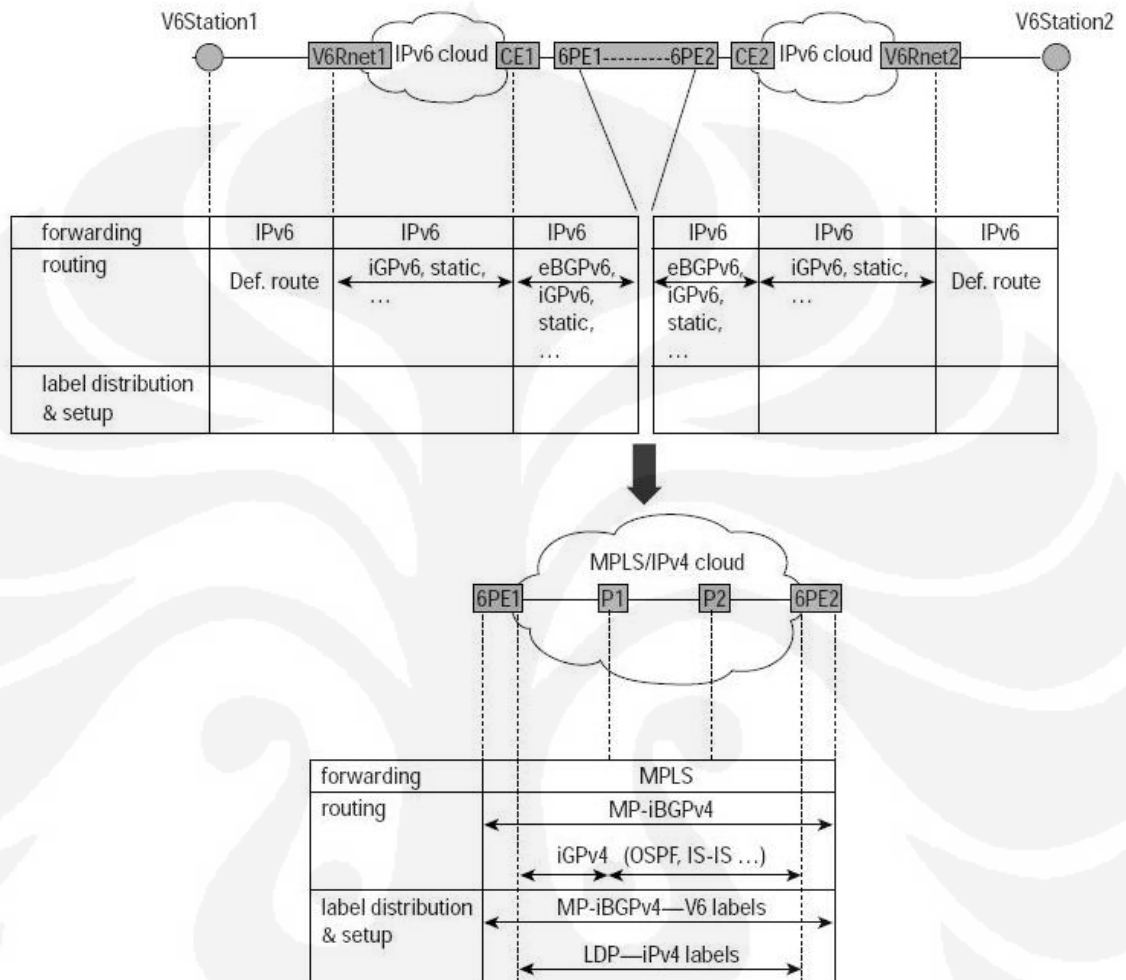 V6Station1 V6Station2
V6Rnet1 IPv6 cloud CE1 6PE1---------6PE2 CE2 IPv6 cloud V6Rnet2
forwarding IPv6 IPv6 IPv6 IPv6 IPv6 IPv6
routing Def. route iGPv6, static, eBGPv6, eBGPv6, iGPv6, static, Def. route
... iGPv6, iGPv6, ...
static, static,
... ...
label distribution
& setup
MPLS/IPv4 cloud
6PE1 P1 P2 6PE2
forwarding MPLS
routing MP-iBGPv4
iGPv4 (OSPF, IS-IS ...)
label distribution MP-iBGPv4—V6 labels
& setup
LDP—iPv4 labels